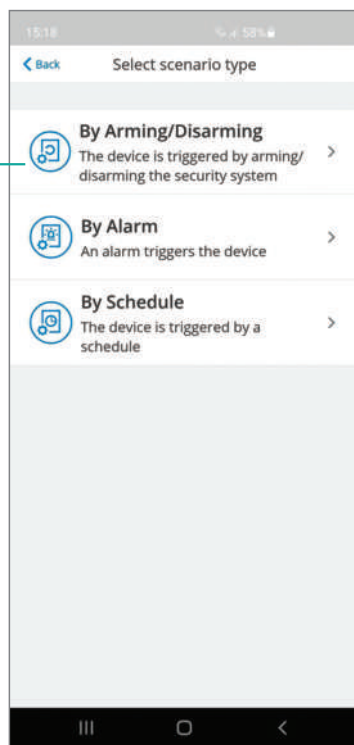 15:18 58%
Back Select scenario type
By Arming/Disarming
The device is triggered by arming/
disarming the security system
By Alarm
An alarm triggers the device
By Schedule
The device is triggered by a
schedule